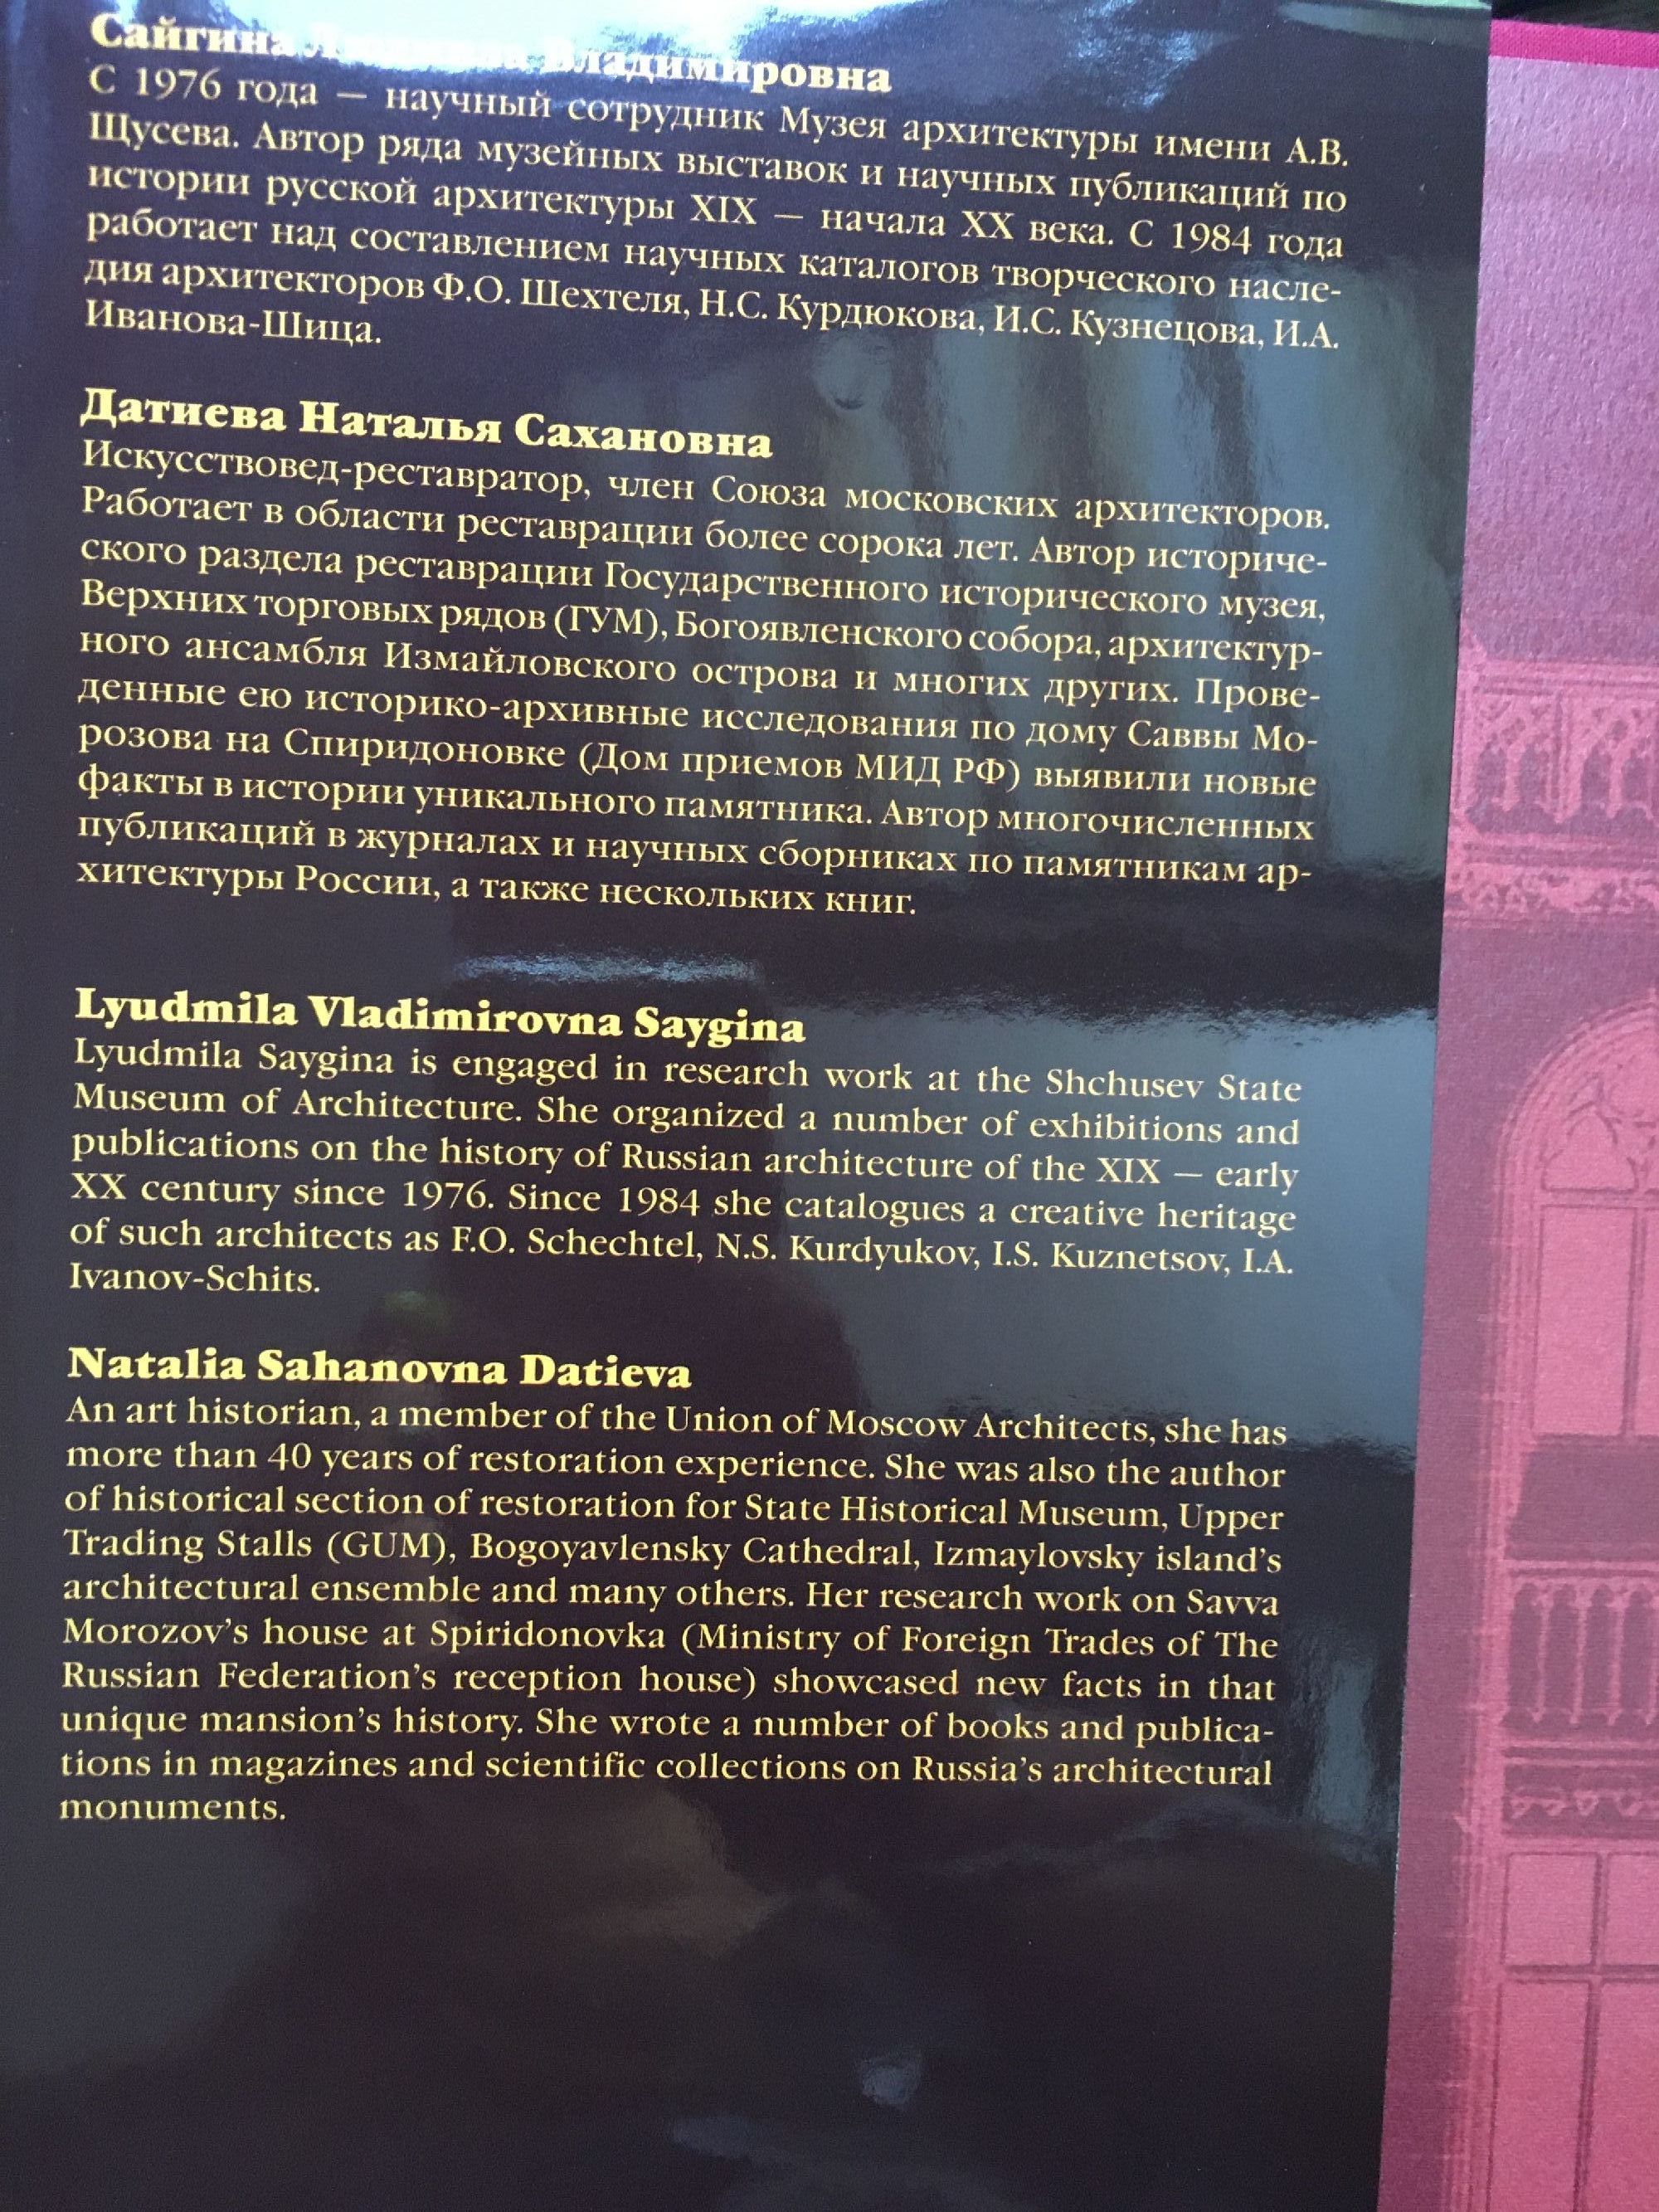 Сайгина Людмила Владимировна
С 1976 года — научный сотрудник Музея архитектуры имени А.В.
Щусева. Автор ряда музейных выставок и научных публикаций по
истории русской архитектуры XIX — начала XX века. С 1984 года
работает над составлением научных каталогов творческого насле-
дия архитекторов Ф.О. Шехтеля, Н.С. Курдюкова, И.С. Кузнецова, И.А.
Иванова-Шица.
Датиева Наталья Сахановна
Искусствовед-реставратор, член Союза московских архитекторов.
Работает в области реставрации более сорока лет. Автор историче-
ского раздела реставрации Государственного исторического музея,
Верхних торговых рядов (ГУМ), Богоявленского собора, архитектур-
ного ансамбля Измайловского острова и многих других. Прове-
денные ею историко-архивные исследования по дому Саввы Мо-
розова на Спиридоновке (Дом приемов МИД РФ) выявили новые
факты в истории уникального памятника. Автор многочисленных
публикаций в журналах и научных сборниках по памятникам ар-
хитектуры России, а также нескольких книг.
Lyudmila Vladimirovna Saygina
Lyudmila Saygina is engaged in research work at the Shchusev State
Museum of Architecture. She organized a number of exhibitions and
publications on the history of Russian architecture of the XIX — early
XX century since 1976. Since 1984 she catalogues a creative heritage
of such architects as F.O. Schechtel, N.S. Kurdyukov, I.S. Kuznetsov, I.A.
Ivanov-Schits.
Natalia Sahanovna Datieva
An art historian, a member of the Union of Moscow Architects, she has
more than 40 years of restoration experience. She was also the author
of historical section of restoration for State Historical Museum, Upper
Trading Stalls (GUM), Bogoyavlensky Cathedral, Izmaylovsky island's
architectural ensemble and many others. Her research work on Savva
Morozov's house at Spiridonovka (Ministry of Foreign Trades of The
Russian Federation's reception house) showcased new facts in that
unique mansion's history. She wrote a number of books and publica-
tions in magazines and scientific collections on Russia's architectural
monuments.